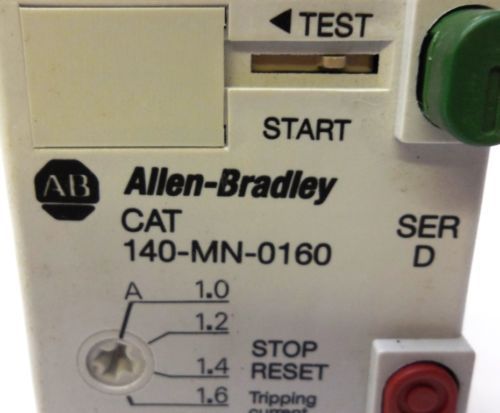 ◀ TEST
START
AB Allen-Bradley
CAT
140-MN-0160
SER
D
A 1.0
1.2
1.4
1.6
STOP
RESET
Tripping
current